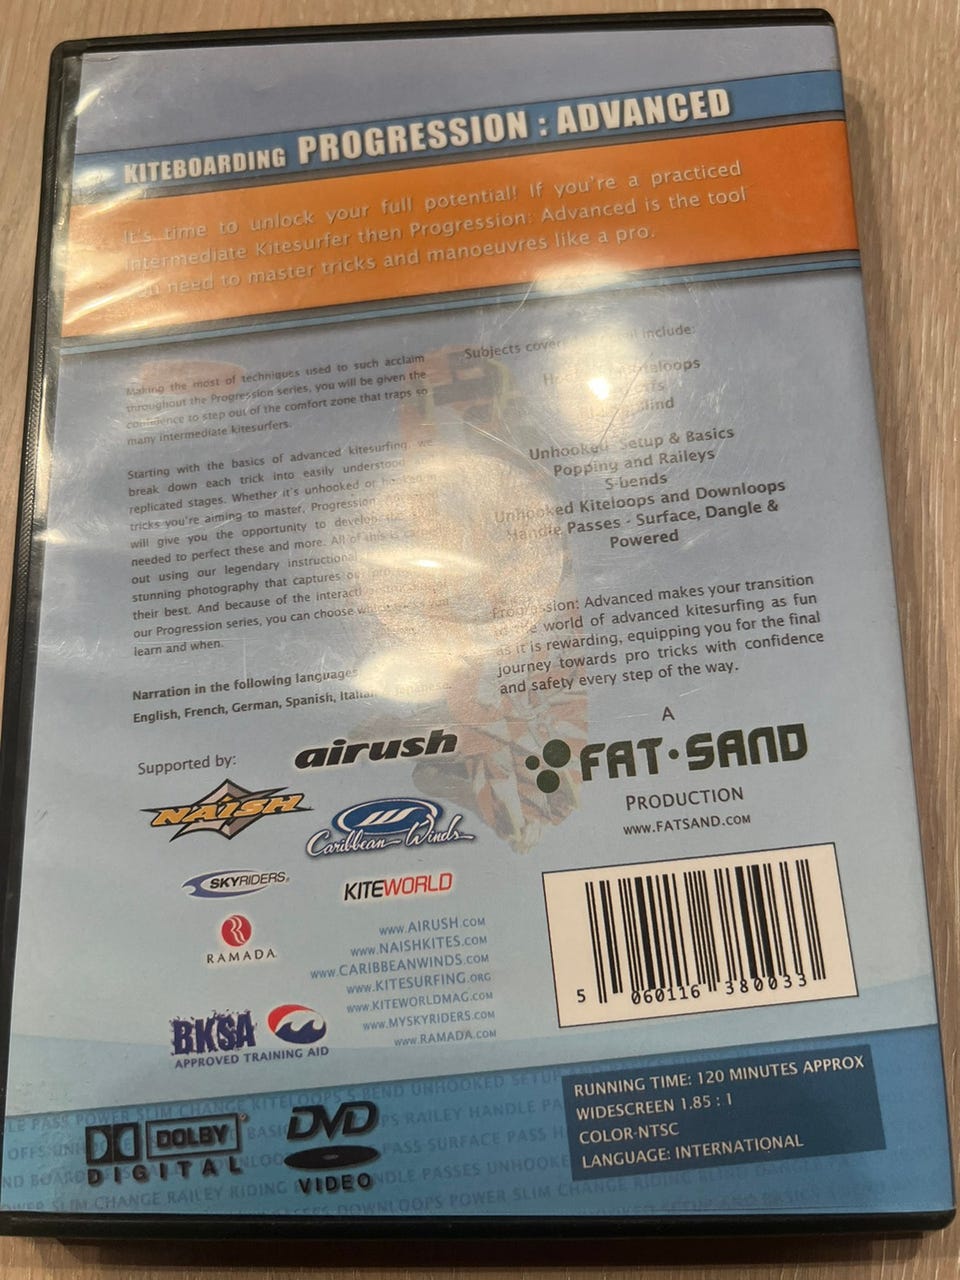 KITEBOARDING PROGRESSION : ADVANCED
It's time to unlock your full potential! If you're a practiced
Intermediate Kitesurfer then Progression: Advanced is the tool
need to master tricks and manoeuvres like a pro.
Making the most of techniques used to such acclaim
throughout the Progression series, you will be given the
confidence to step out of the comfort zone that traps so
many intermediate kitesurfers.
Starting with the basics of advanced kitesurfing, we
break down each trick into easily understood
replicated stages. Whether it's unhooked or hooked
tricks you're aiming to master, Progression
will give you the opportunity to develop
needed to perfect these and more. All of this is
out using our legendary instructional
stunning photography that captures
their best. And because of the
our Progression series, you can choose
learn and when.
Narration in the following languages
English, French, German, Spanish, Italian Japanese.
Subjects include:
Unhooked Setup & Basics
Popping and Raileys
S-bends
Unhooked Kiteloops and Downloops
Handle Passes - Surface, Dangle &
Powered
Progression: Advanced makes your transition
world of advanced kitesurfing as fun
as it is rewarding, equipping you for the final
journey towards pro tricks with confidence
and safety every step of the way.
A
FAT·SAND
PRODUCTION
WWW.FATSAND.COM
Supported by:
airush
NAISH
Caribbean Winds
SKYRIDERS
KITEWORLD
RAMADA
WWW.AIRUSH.COM
WWW.NAISHKITES.COM
WWW.CARIBBEANWINDS.COM
WWW.KITESURFING.ORG
WWW.KITEWORLDMAG.COM
WWW.MYSKYRIDERS.COM
WWW.RAMADA.COM
BKSA
APPROVED TRAINING AID
5 060116 380033
RUNNING TIME: 120 MINUTES APPROX
WIDESCREEN 1.85 : 1
COLOR-NTSC
LANGUAGE: INTERNATIONAL
DOLBY
DIGITAL
DVD
VIDEO